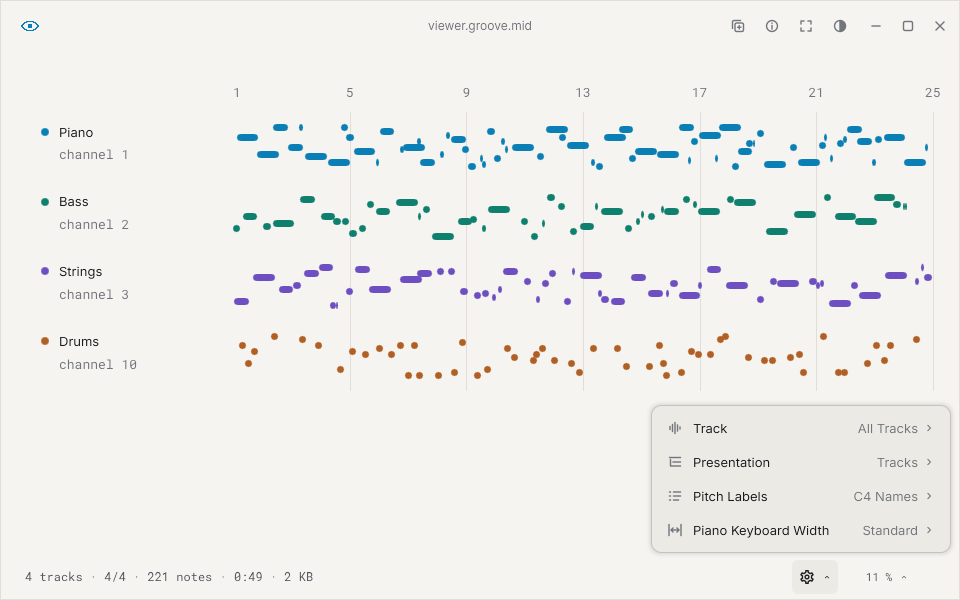 viewer.groove.mid
1 5 9 13 17 21 25
Piano
channel 1
Bass
channel 2
Strings
channel 3
Drums
channel 10
Track All Tracks
Presentation Tracks
Pitch Labels C4 Names
Piano Keyboard Width Standard
4 tracks · 4/4 · 221 notes · 0:49 · 2 KB
11 %